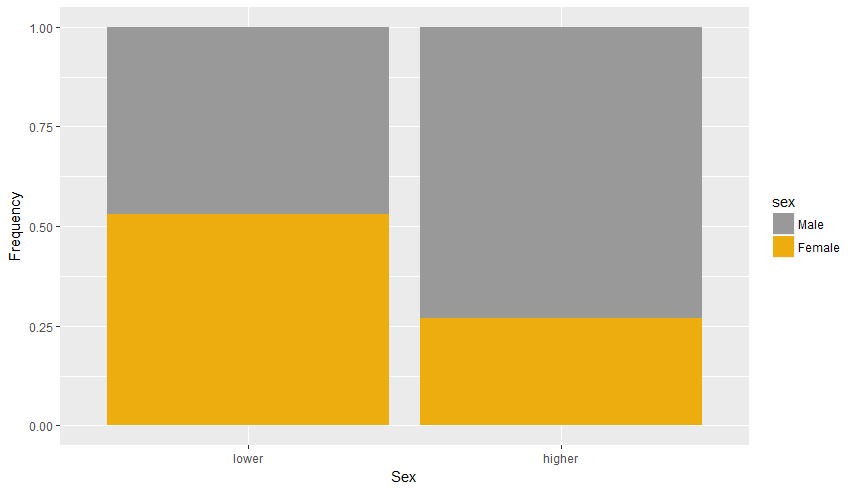 1.00
0.75
0.50
0.25
0.00
Frequency
lower
higher
Sex
sex
Male
Female